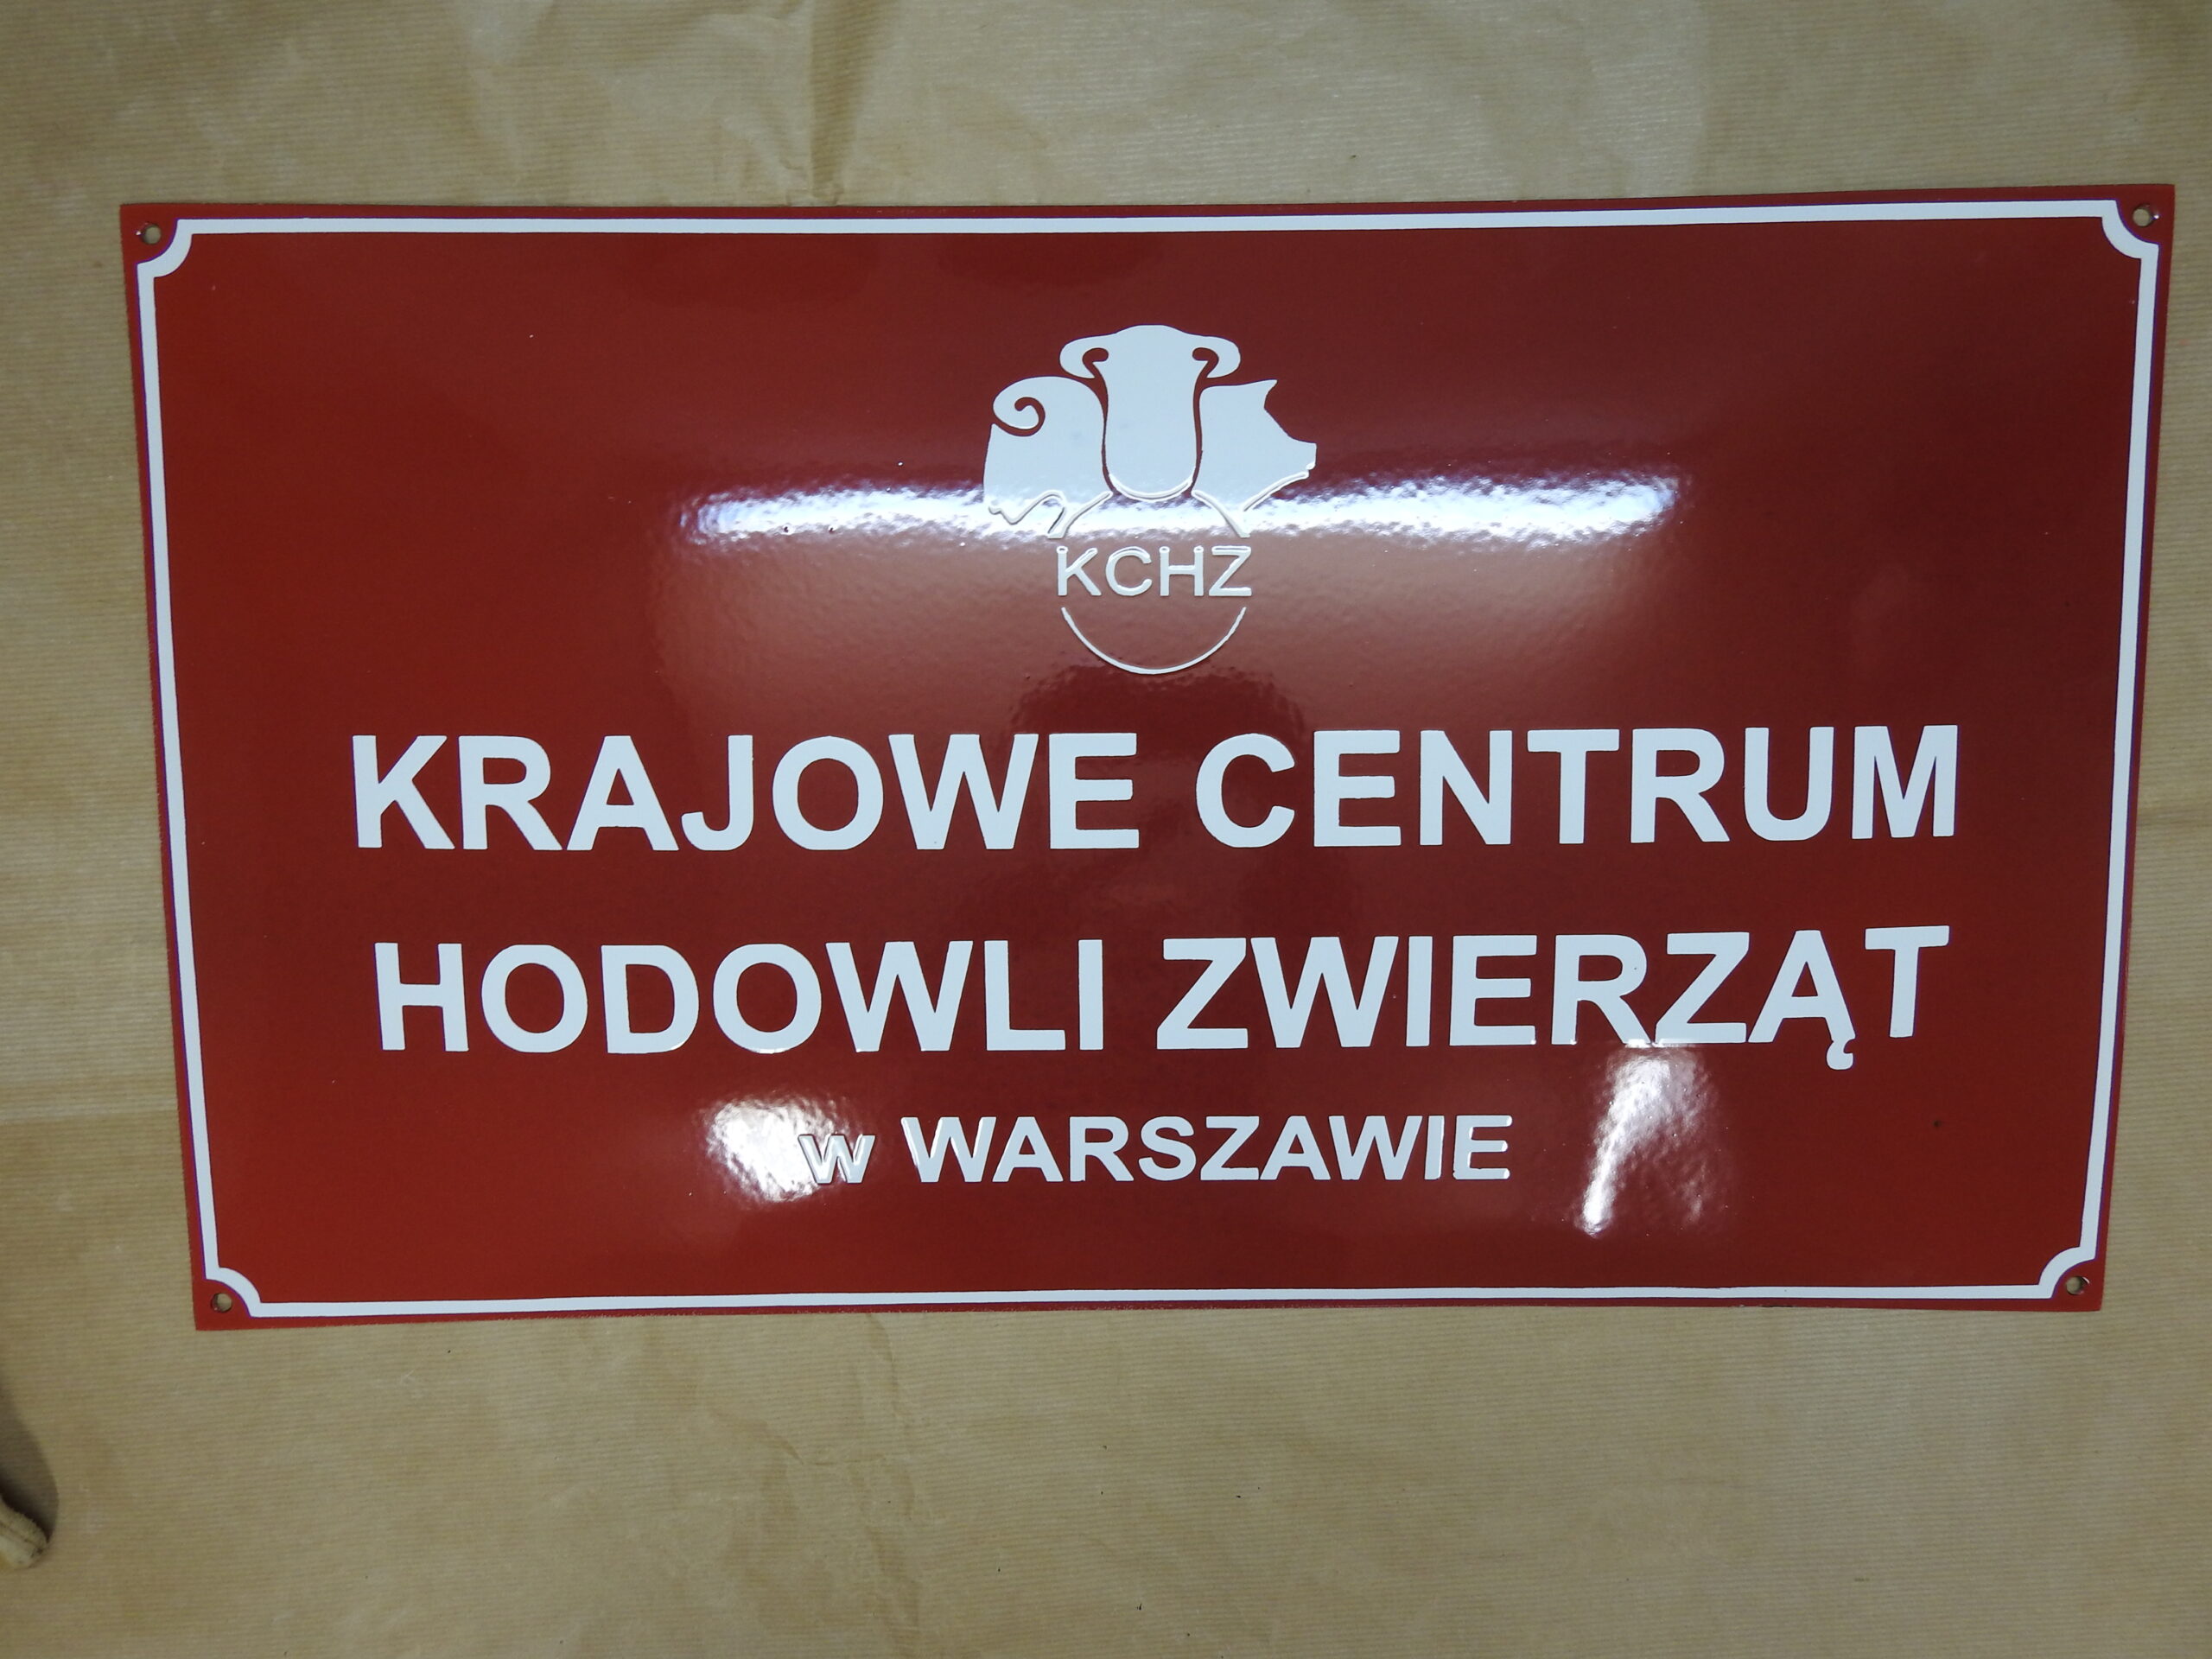 KCHZ
KRAJOWE CENTRUM
HODOWLI ZWIERZĄT
w WARSZAWIE